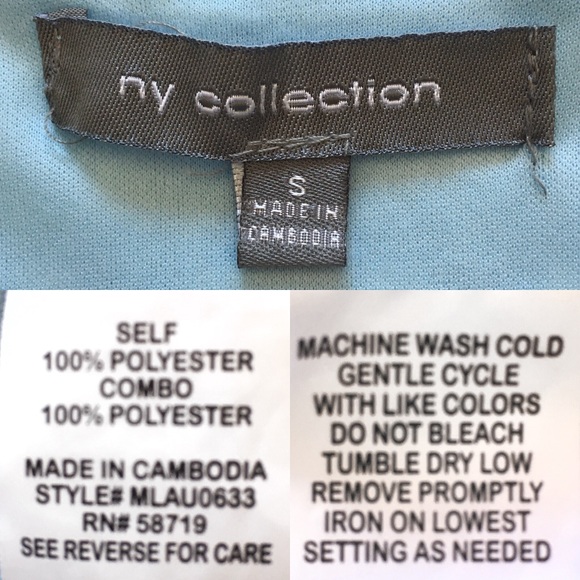 ny collection
S
MADE IN
CAMBODIA
SELF
100% POLYESTER
COMBO
100% POLYESTER
MADE IN CAMBODIA
STYLE# MLAU0633
RN# 58719
SEE REVERSE FOR CARE
MACHINE WASH COLD
GENTLE CYCLE
WITH LIKE COLORS
DO NOT BLEACH
TUMBLE DRY LOW
REMOVE PROMPTLY
IRON ON LOWEST
SETTING AS NEEDED